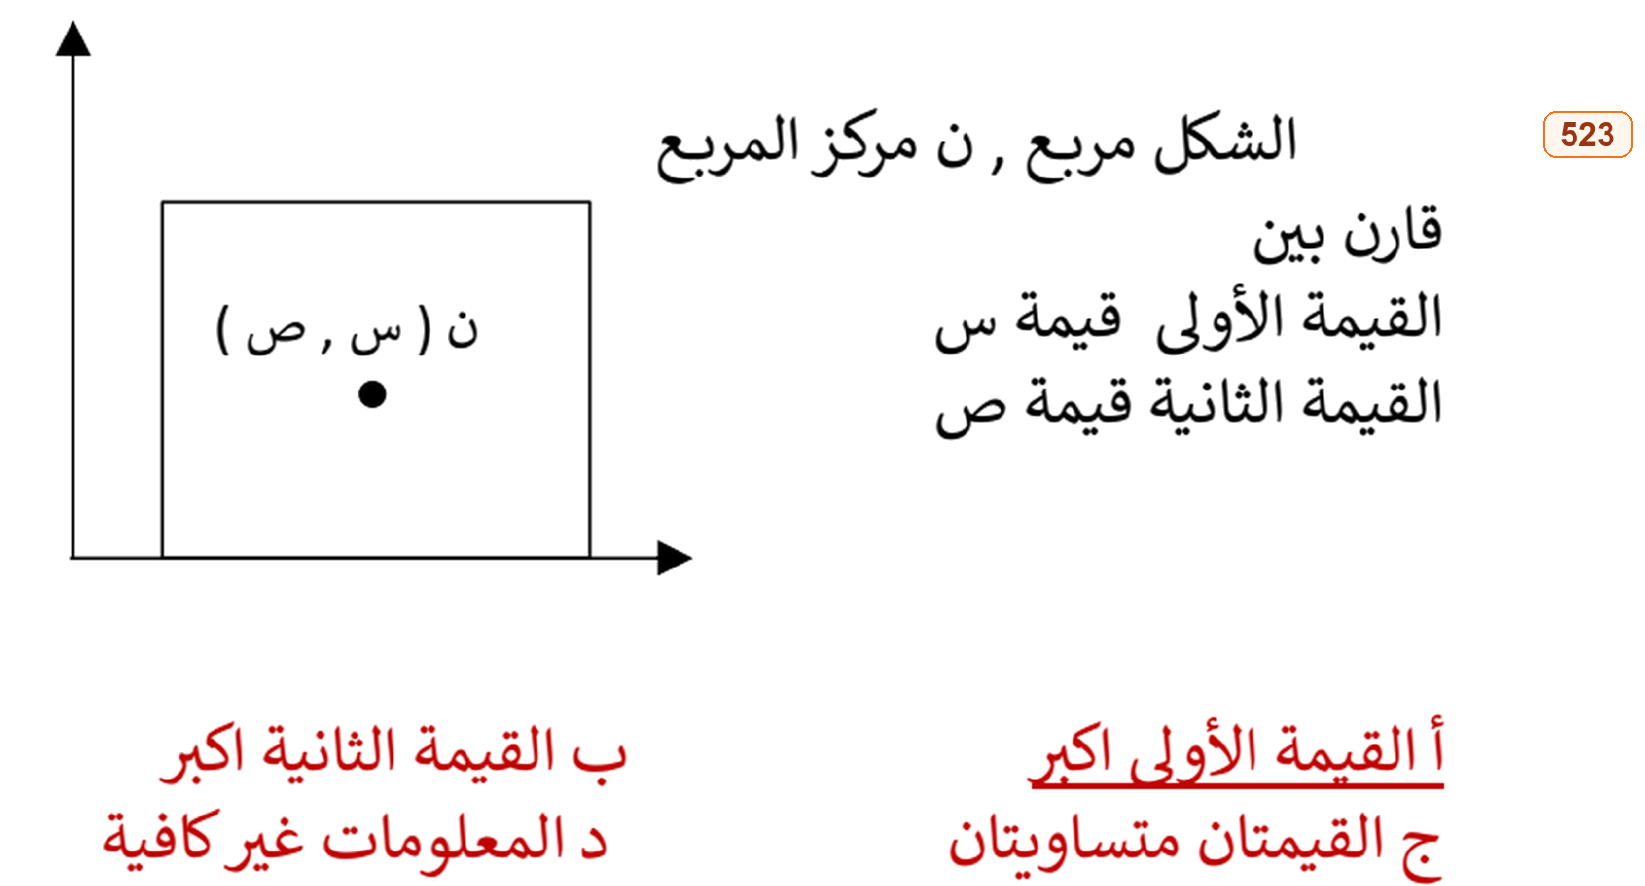 523
الشكل مربع , ن مركز المربع
قارن بين
القيمة الأولى قيمة س
القيمة الثانية قيمة ص
ن ( س , ص )
أ القيمة الأولى اكبر
ب القيمة الثانية اكبر
ج القيمتان متساويتان
د المعلومات غير كافية